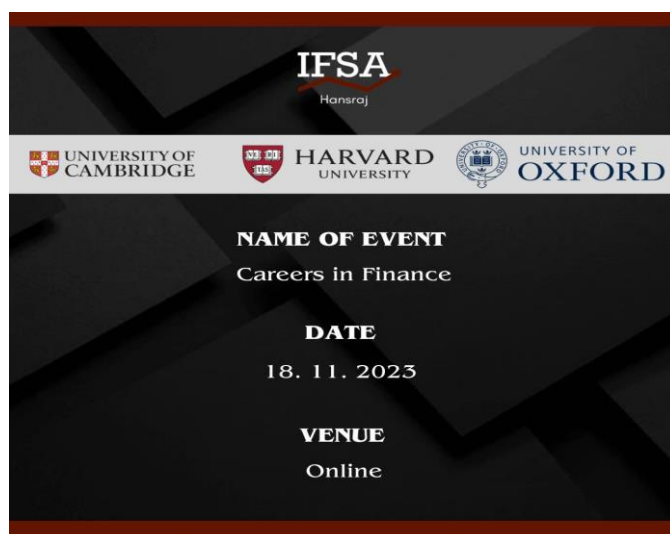 IFSA
Hansraj
UNIVERSITY OF
CAMBRIDGE
HARVARD
UNIVERSITY
UNIVERSITY OF
OXFORD
NAME OF EVENT
Careers in Finance
DATE
18. 11. 2023
VENUE
Online